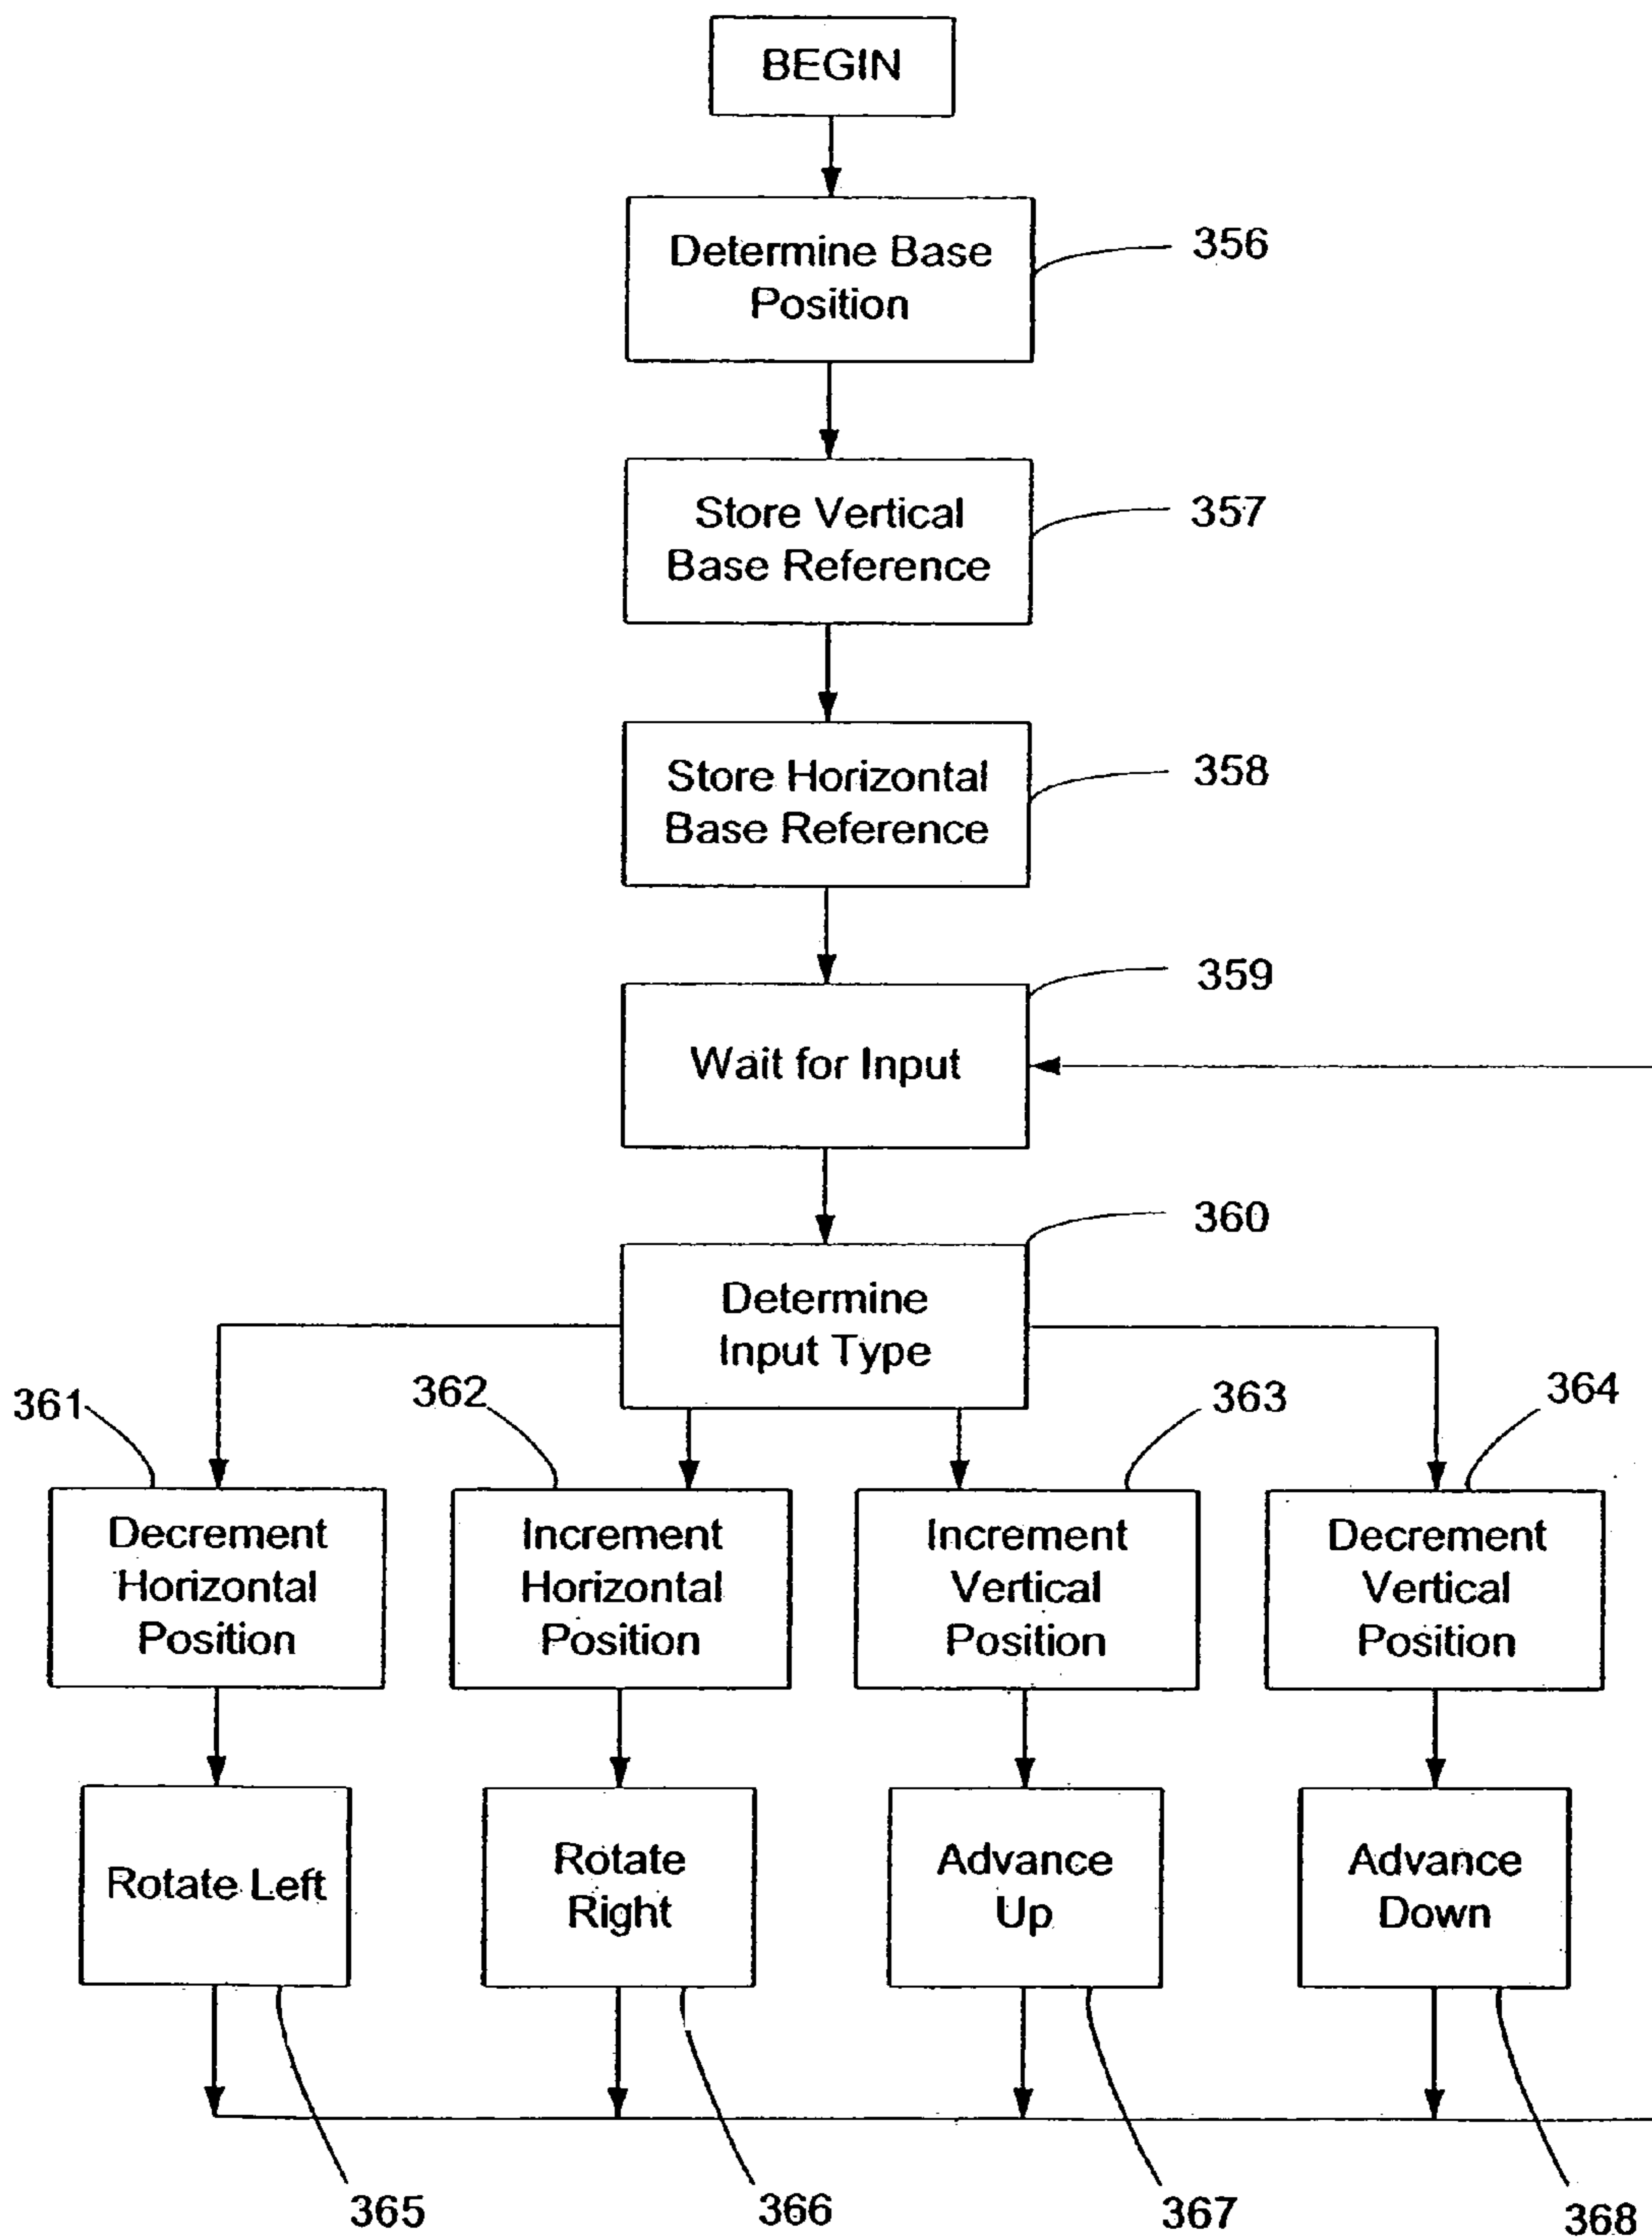 BEGIN
Determine Base
Position
356
Store Vertical
Base Reference
357
Store Horizontal
Base Reference
358
359
Wait for Input
360
Determine
Input Type
361
362
363
364
Decrement
Horizontal
Position
Increment
Horizontal
Position
Increment
Vertical
Position
Decrement
Vertical
Position
Rotate Left
Rotate
Right
Advance
Up
Advance
Down
365
366
367
368